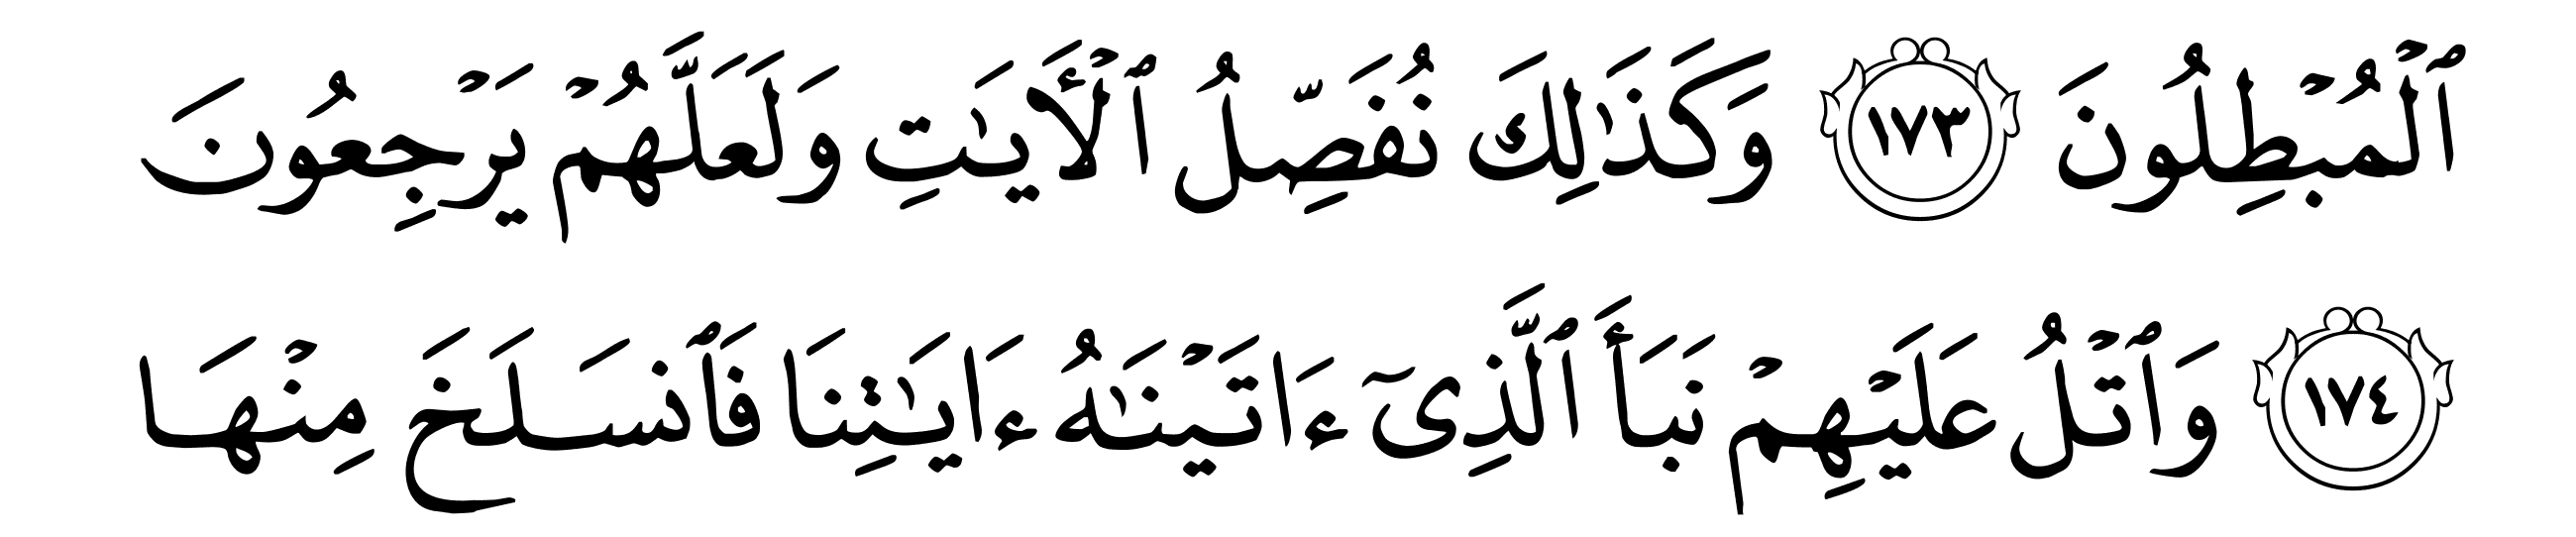 ٱلْمُبْطِلُونَ ١٧٣ وَكَذَٰلِكَ نُفَصِّلُ ٱلْأَيَـٰتِ وَلَعَلَّهُمْ يَرْجِعُونَ
١٧٤ وَٱتْلُ عَلَيْهِمْ نَبَأَ ٱلَّذِىٓ ءَاتَيْنَـٰهُ ءَايَـٰتِنَا فَٱنسَلَخَ مِنْهَا